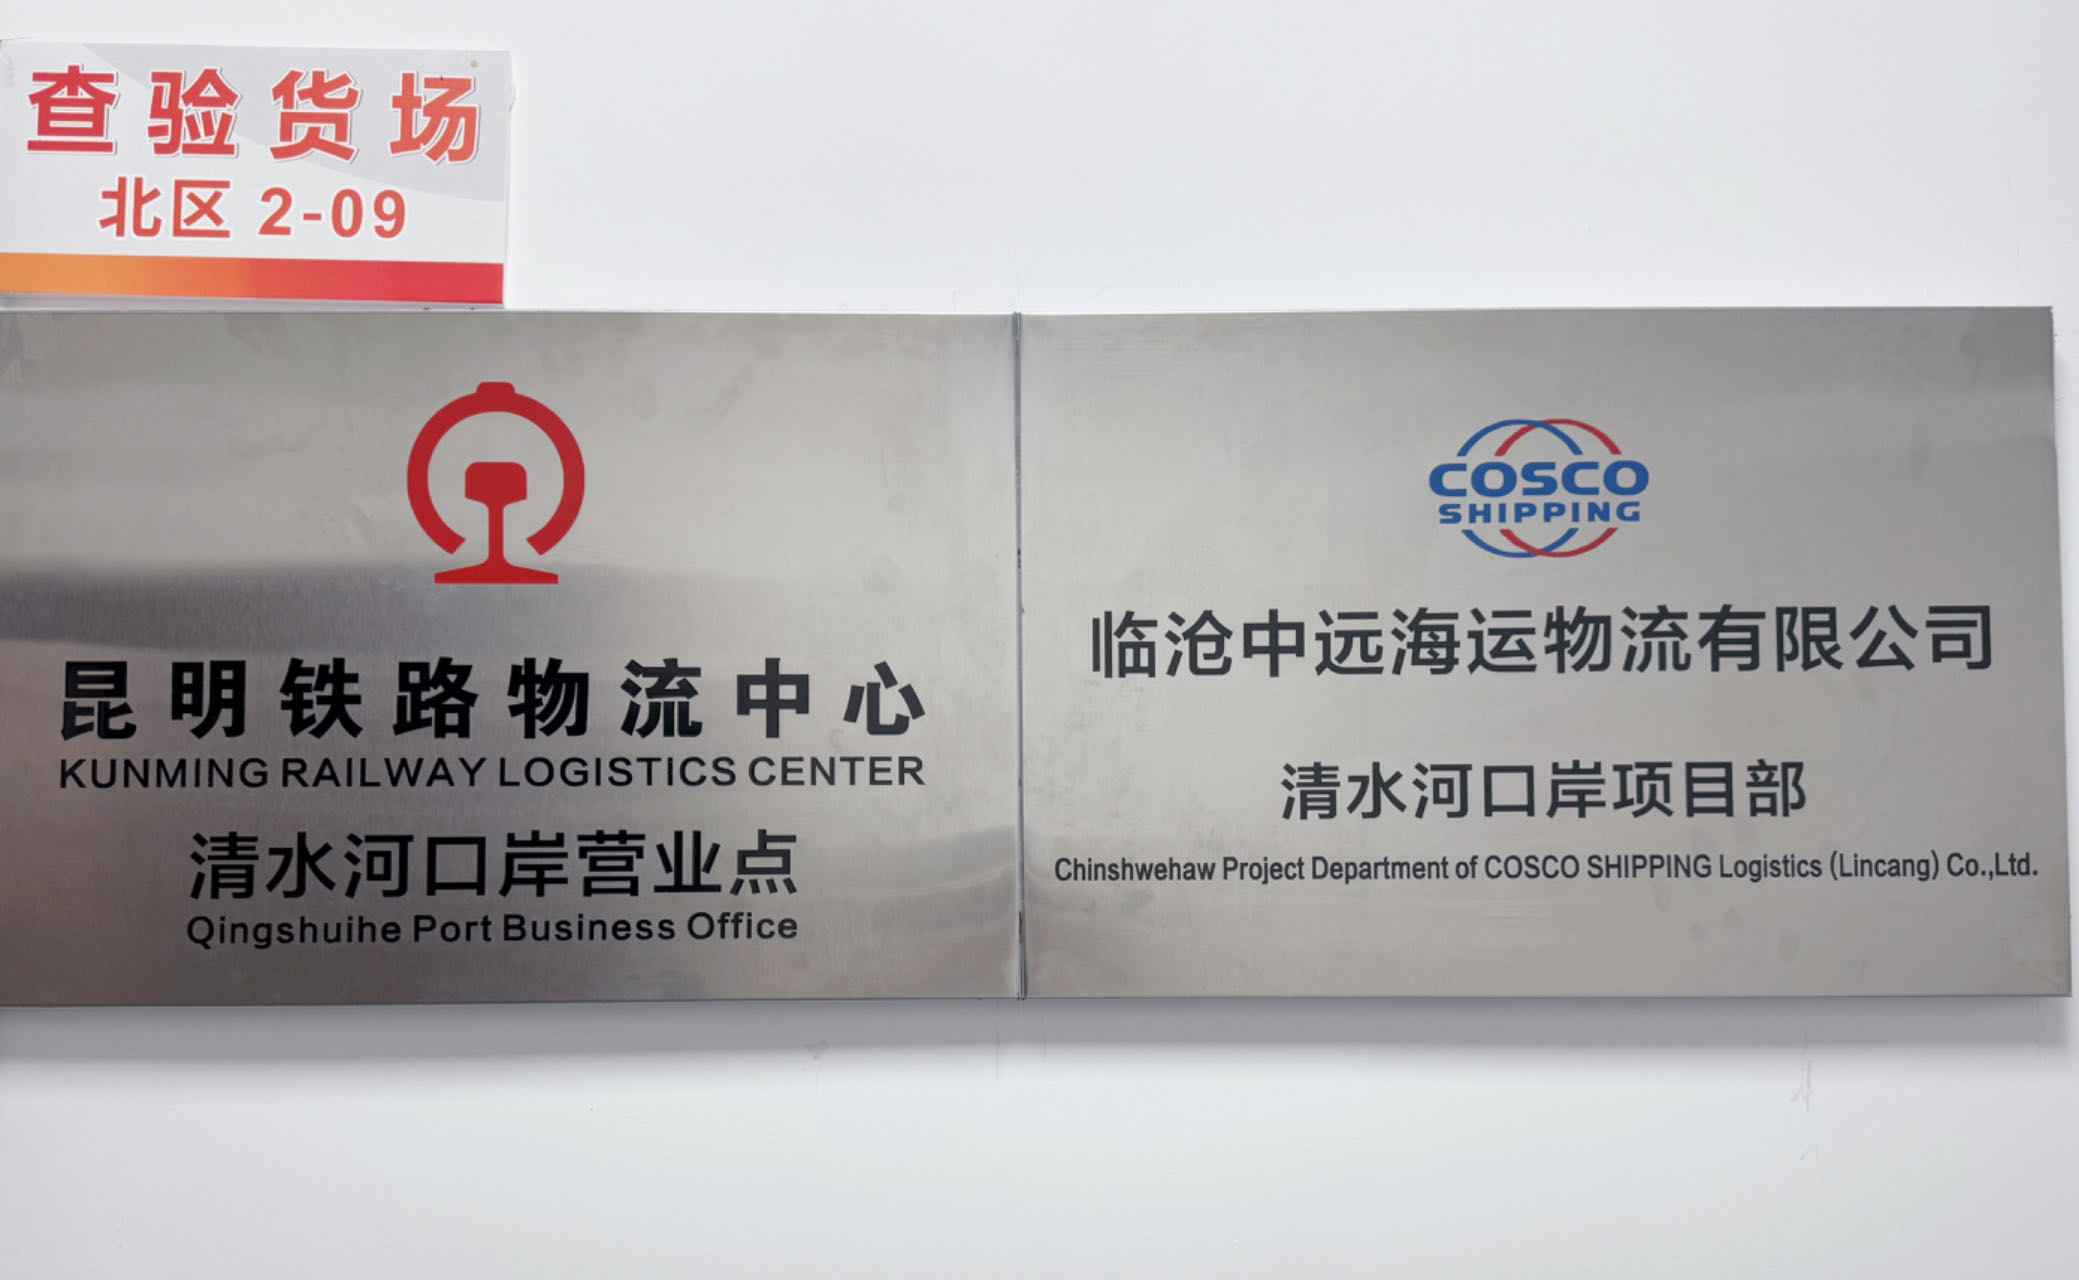 查验货场
北区 2-09
昆明铁路物流中心
KUNMING RAILWAY LOGISTICS CENTER
清水河口岸营业点
Qingshuihe Port Business Office
COSCO
SHIPPING
临沧中远海运物流有限公司
清水河口岸项目部
Chinshwehaw Project Department of COSCO SHIPPING Logistics (Lincang) Co.,Ltd.